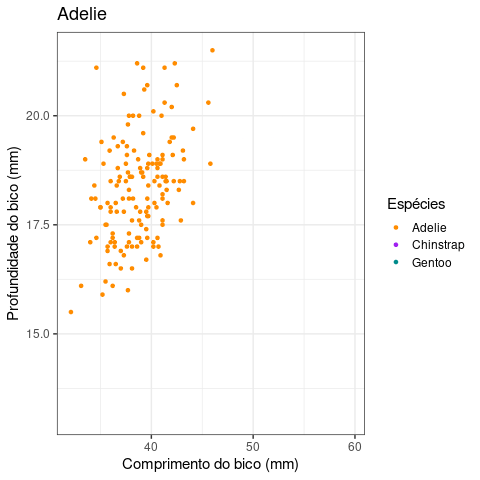 Adelie
20.0
17.5
15.0
Profundidade do bico (mm)
40
50
60
Comprimento do bico (mm)
Espécies
Adelie
Chinstrap
Gentoo